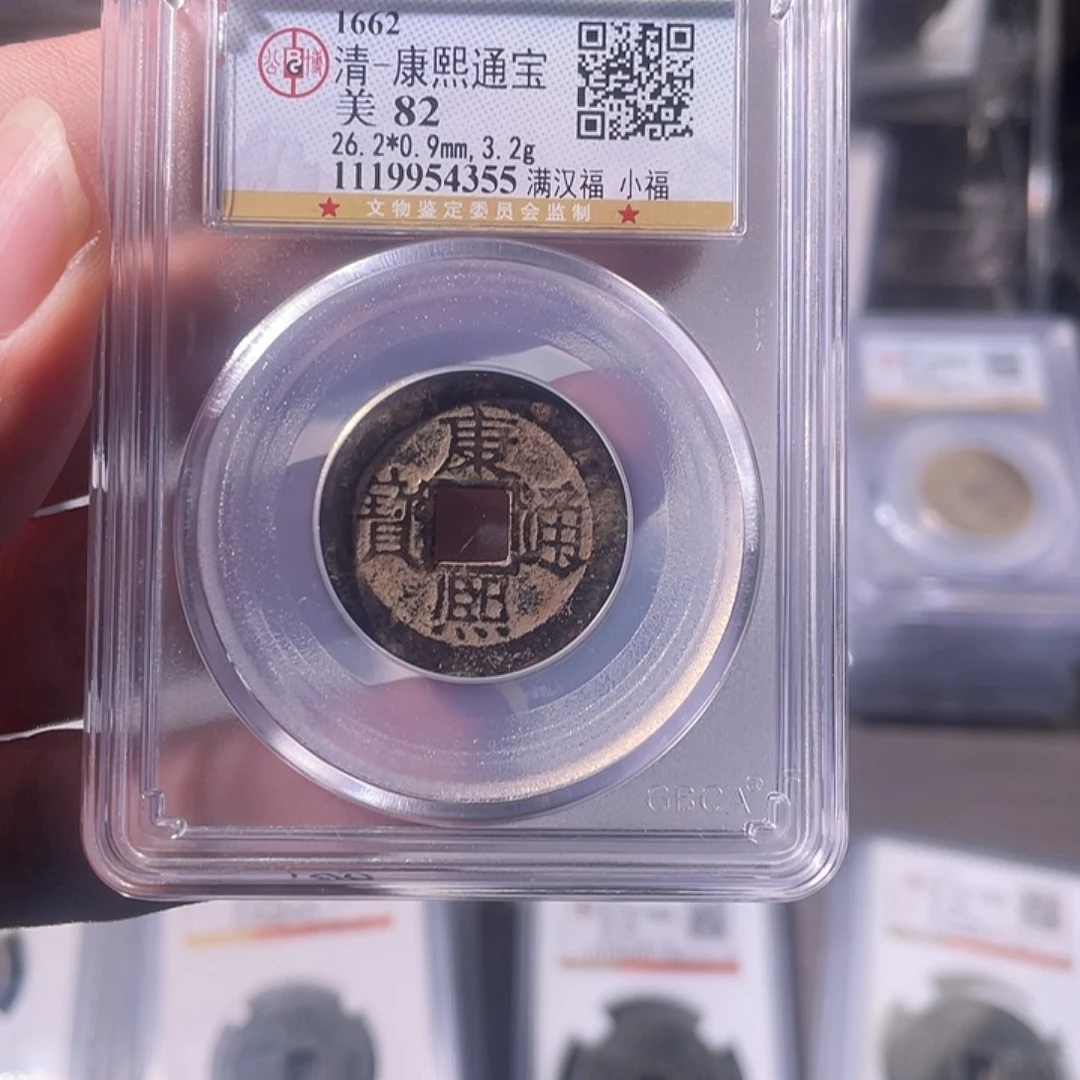 1662
清-康熙通宝
美 82
26.2*0.9mm, 3.2g
1119954355 满汉福 小福
★ 文物鉴定委员会监制 ★
康
寶 通
熙
GBCA